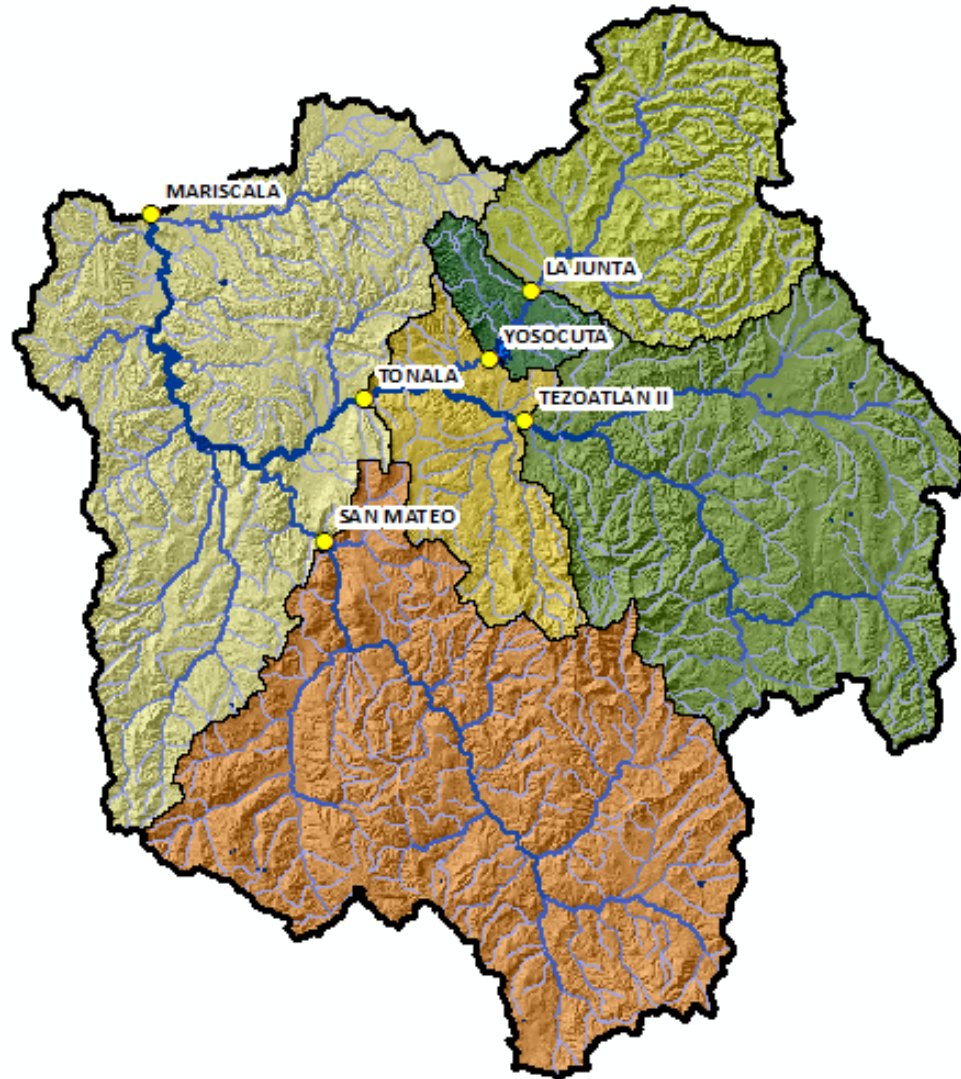 MARISCALA
LA JUNTA
YOSOCUTA
TONALA
TEZOATLAN II
SAN MATEO